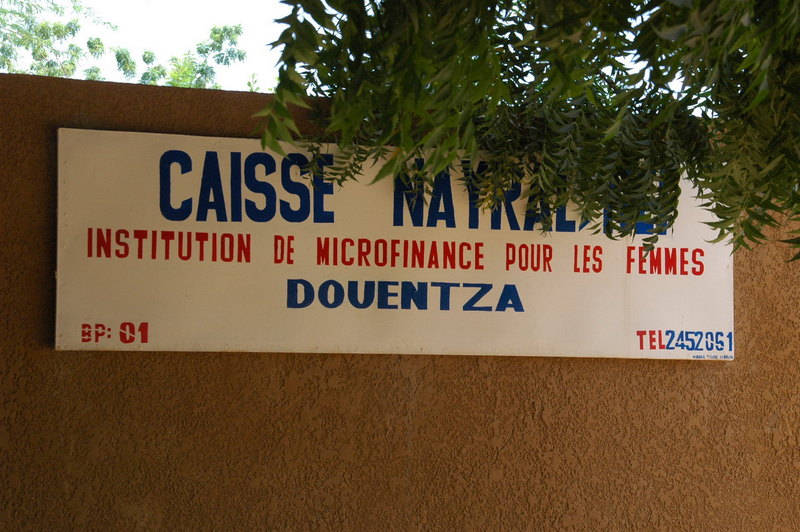 CAISSE
INSTITUTION DE MICROFINANCE POUR LES FEMMES
DOUENTZA
BP: 01
TEL2452061